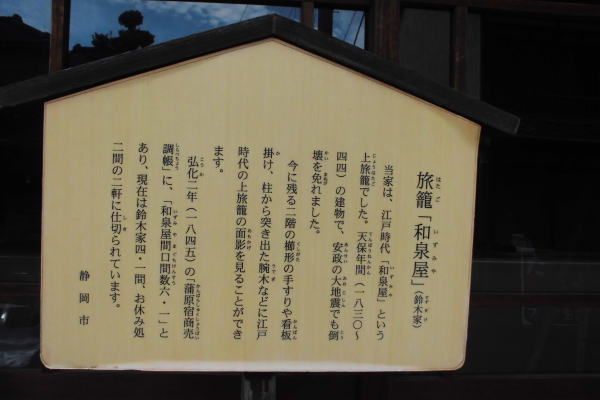 旅籠「和泉屋」(鈴木家)
当家は、江戸時代「和泉屋」という
上旅籠でした。天保年間(一八三〇〜
四四)の建物で、安政の大地震でも倒
壊を免れました。
今に残る二階の櫛形の手すりや看板
掛け、柱から突き出た腕木などに江戸
時代の上旅籠の面影を見ることができ
ます。
弘化二年(一八四五)の「蒲原宿商売
調帳」に、「和泉屋間口間数六・一」と
あり、現在は鈴木家四・一間、お休み処
二間の二軒に仕切られています。
静岡市